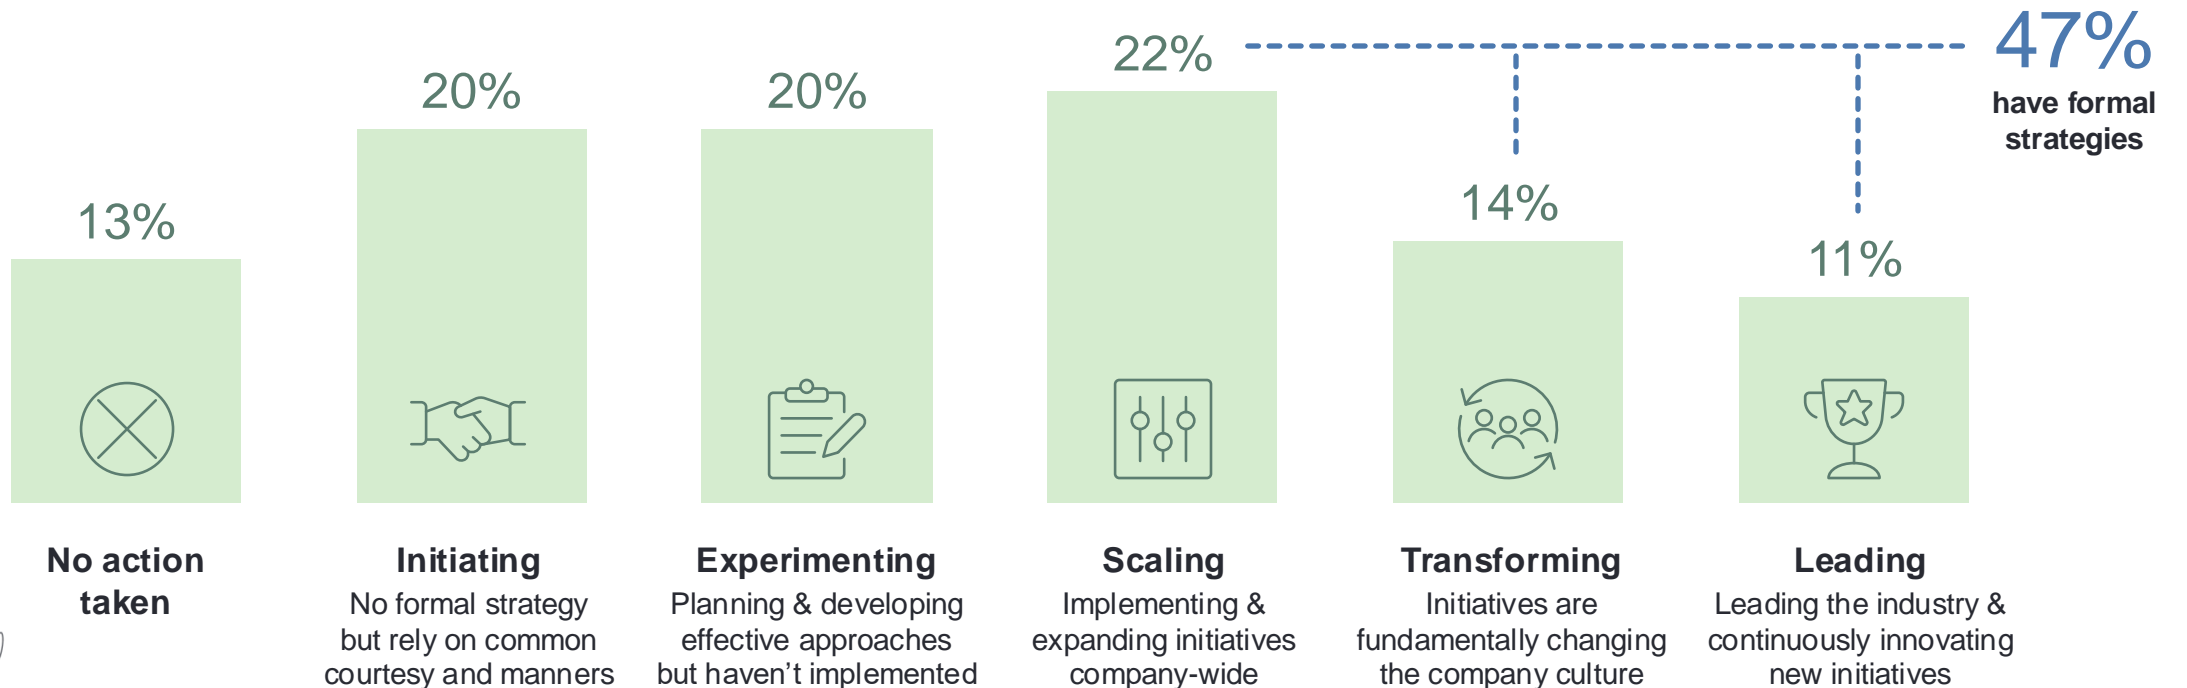 47%
have formal
strategies
13%
20%
20%
22%
14%
11%
No action
taken
Initiating
No formal strategy
but rely on common
courtesy and manners
Experimenting
Planning & developing
effective approaches
but haven’t implemented
Scaling
Implementing &
expanding initiatives
company-wide
Transforming
Initiatives are
fundamentally changing
the company culture
Leading
Leading the industry &
continuously innovating
new initiatives